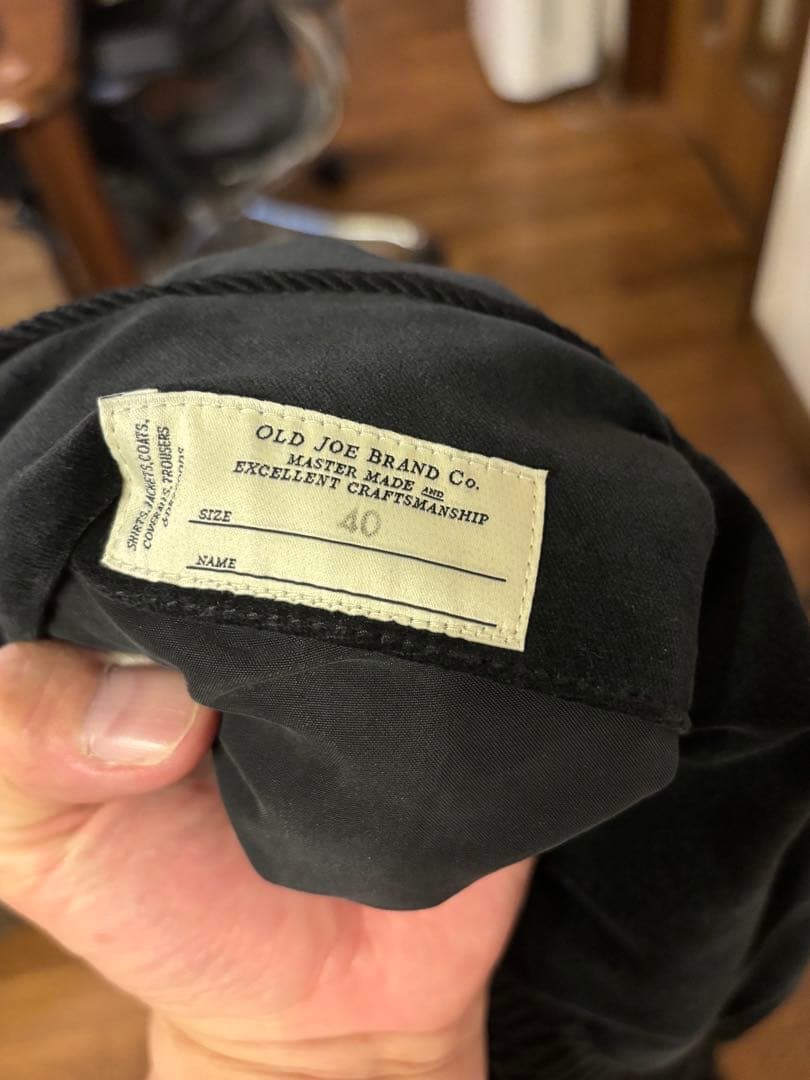 OLD JOE BRAND CO.
MASTER MADE AND
EXCELLENT CRAFTSMANSHIP
SIZE 40
NAME
SHIRTS, JACKETS, COATS,
COVERALLS, TROUSERS